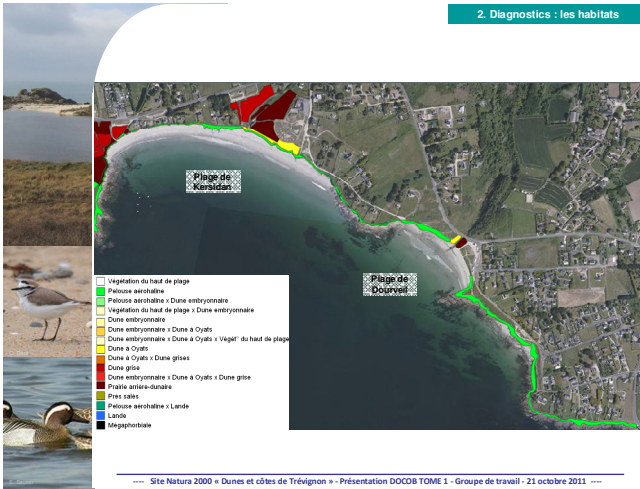 2. Diagnostics : les habitats
Plage de
Kersidan
Plage de
Dourveil
Végétation du haut de plage
Pelouse aérohaline
Pelouse aérohaline x Dune embryonnaire
Végétation du haut de plage x Dune embryonnaire
Dune embryonnaire
Dune embryonnaire x Dune à Oyats
Dune embryonnaire x Dune à Oyats x Végét° du haut de plage
Dune à Oyats
Dune à Oyats x Dune grises
Dune grise
Dune embryonnaire x Dune à Oyats x Dune grise
Prairie arrière-dunaire
Prés salés
Pelouse aérohaline x Lande
Lande
Mégaphorbiaie
---- Site Natura 2000 « Dunes et côtes de Trévignon » - Présentation DOCOB TOME 1 - Groupe de travail - 21 octobre 2011 ----